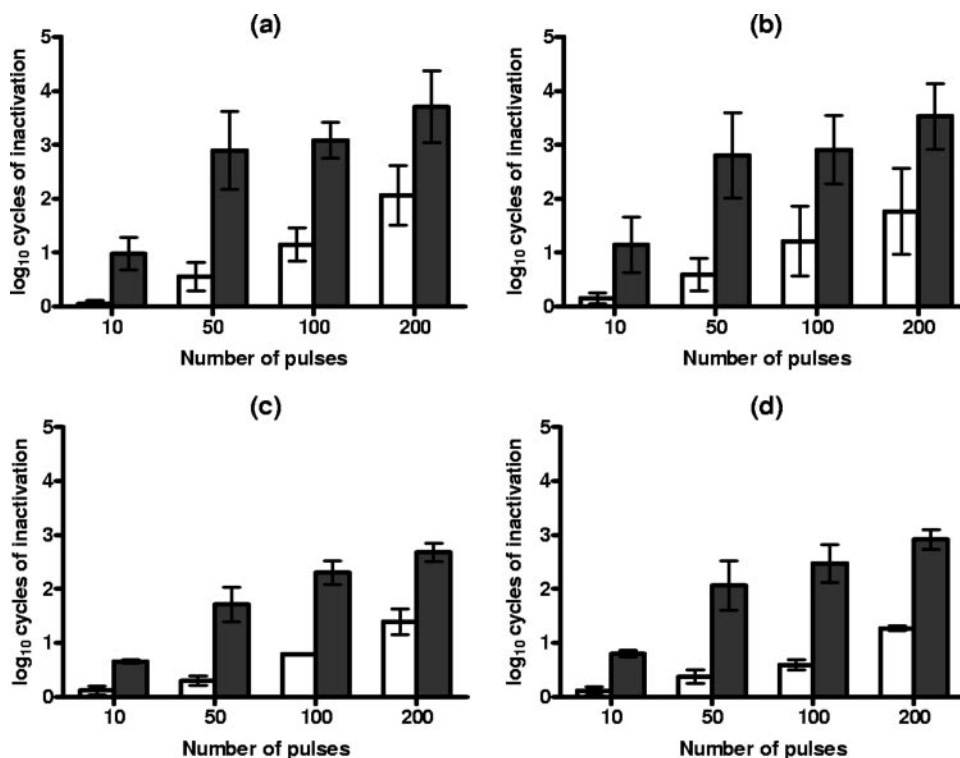 (a)
5
4
3
2
1
0
log10 cycles of inactivation
10 50 100 200
Number of pulses
(b)
5
4
3
2
1
0
log10 cycles of inactivation
10 50 100 200
Number of pulses
(c)
5
4
3
2
1
0
log10 cycles of inactivation
10 50 100 200
Number of pulses
(d)
5
4
3
2
1
0
log10 cycles of inactivation
10 50 100 200
Number of pulses